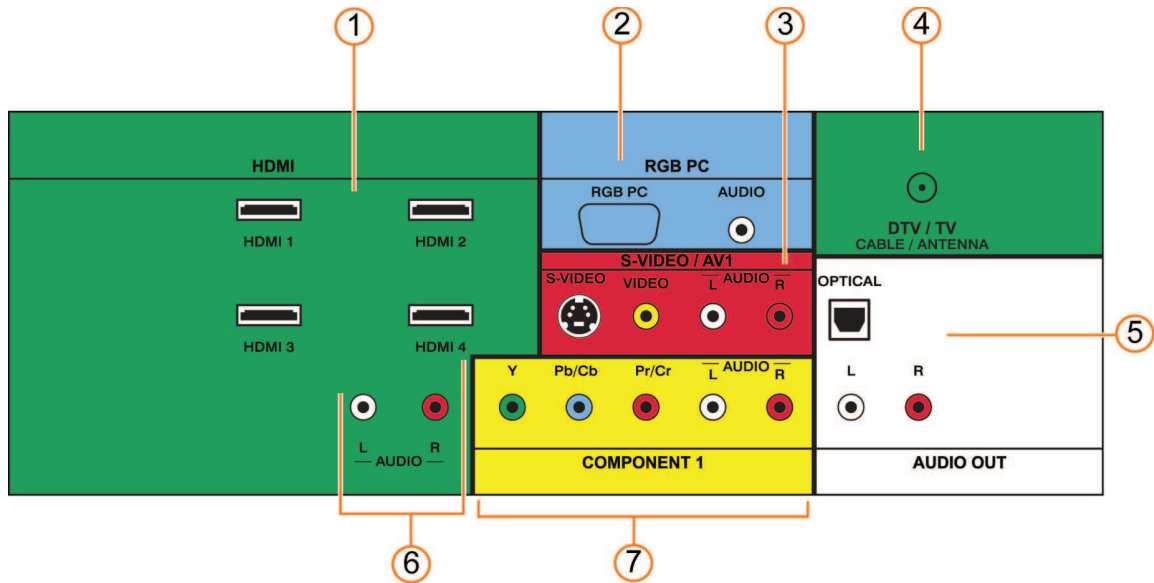 1
2
3
4
HDMI
RGB PC
RGB PC
AUDIO
HDMI 1
HDMI 2
DTV / TV
CABLE / ANTENNA
S-VIDEO / AV1
S-VIDEO
VIDEO
L AUDIO R
OPTICAL
5
HDMI 3
HDMI 4
Y
Pb/Cb
Pr/Cr
L AUDIO R
L
R
L
R
AUDIO
COMPONENT 1
AUDIO OUT
6
7